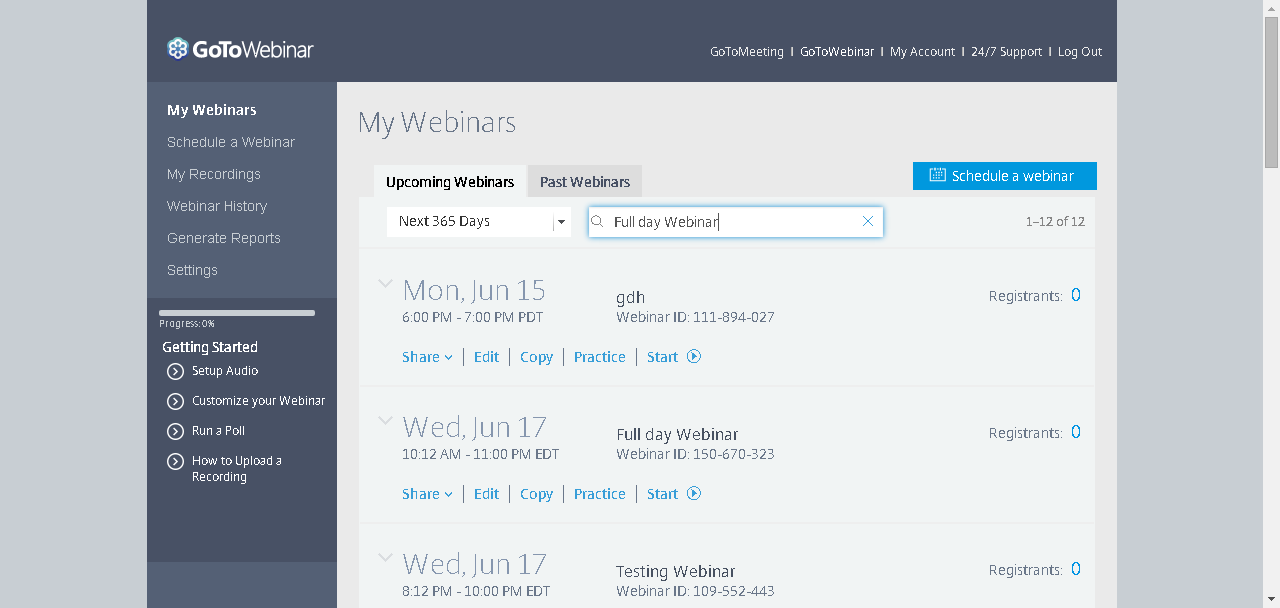 GoToWebinar
GoToMeeting | GoToWebinar | My Account | 24/7 Support | Log Out
My Webinars
Schedule a Webinar
My Recordings
Webinar History
Generate Reports
Settings
Progress: 0%
Getting Started
Setup Audio
Customize your Webinar
Run a Poll
How to Upload a
Recording
My Webinars
Upcoming Webinars
Past Webinars
Schedule a webinar
Next 365 Days
Full day Webinar
1–12 of 12
Mon, Jun 15
6:00 PM - 7:00 PM PDT
gdh
Webinar ID: 111-894-027
Registrants: 0
Share | Edit | Copy | Practice | Start
Wed, Jun 17
10:12 AM - 11:00 PM EDT
Full day Webinar
Webinar ID: 150-670-323
Registrants: 0
Share | Edit | Copy | Practice | Start
Wed, Jun 17
8:12 PM - 10:00 PM EDT
Testing Webinar
Webinar ID: 109-552-443
Registrants: 0